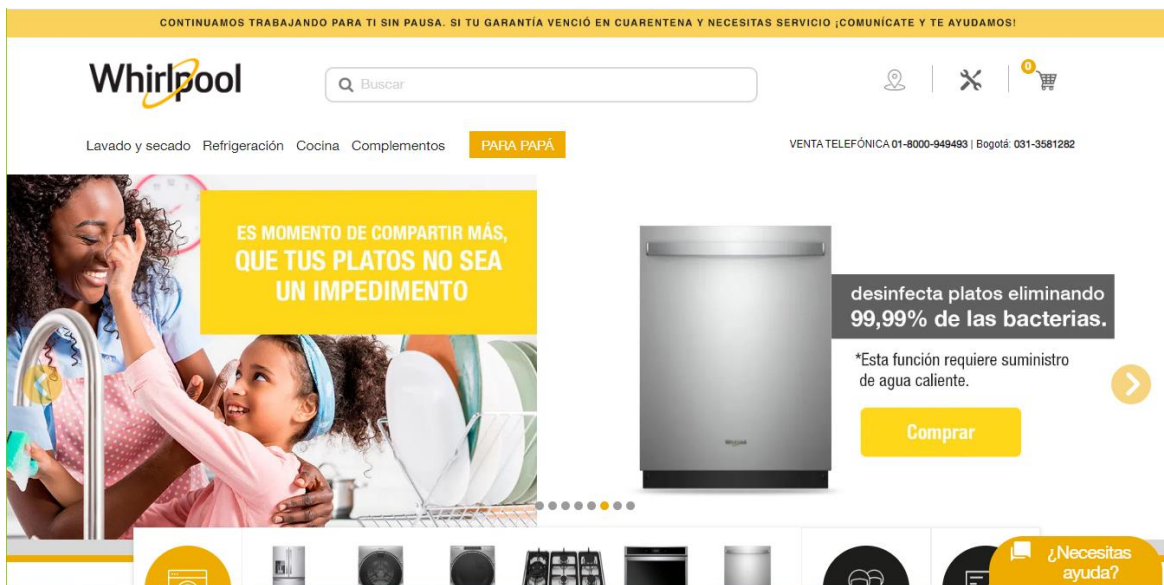 CONTINUAMOS TRABAJANDO PARA TI SIN PAUSA. SI TU GARANTÍA VENCIÓ EN CUARENTENA Y NECESITAS SERVICIO ¡COMUNÍCATE Y TE AYUDAMOS!
Whirlpool
Buscar
0
Lavado y secado Refrigeración Cocina Complementos PARA PAPÁ
VENTA TELEFÓNICA 01-8000-949493 | Bogotá: 031-3581282
ES MOMENTO DE COMPARTIR MÁS,
QUE TUS PLATOS NO SEA
UN IMPEDIMENTO
desinfecta platos eliminando
99,99% de las bacterias.
*Esta función requiere suministro
de agua caliente.
Comprar
Whirlpool
¿Necesitas
ayuda?